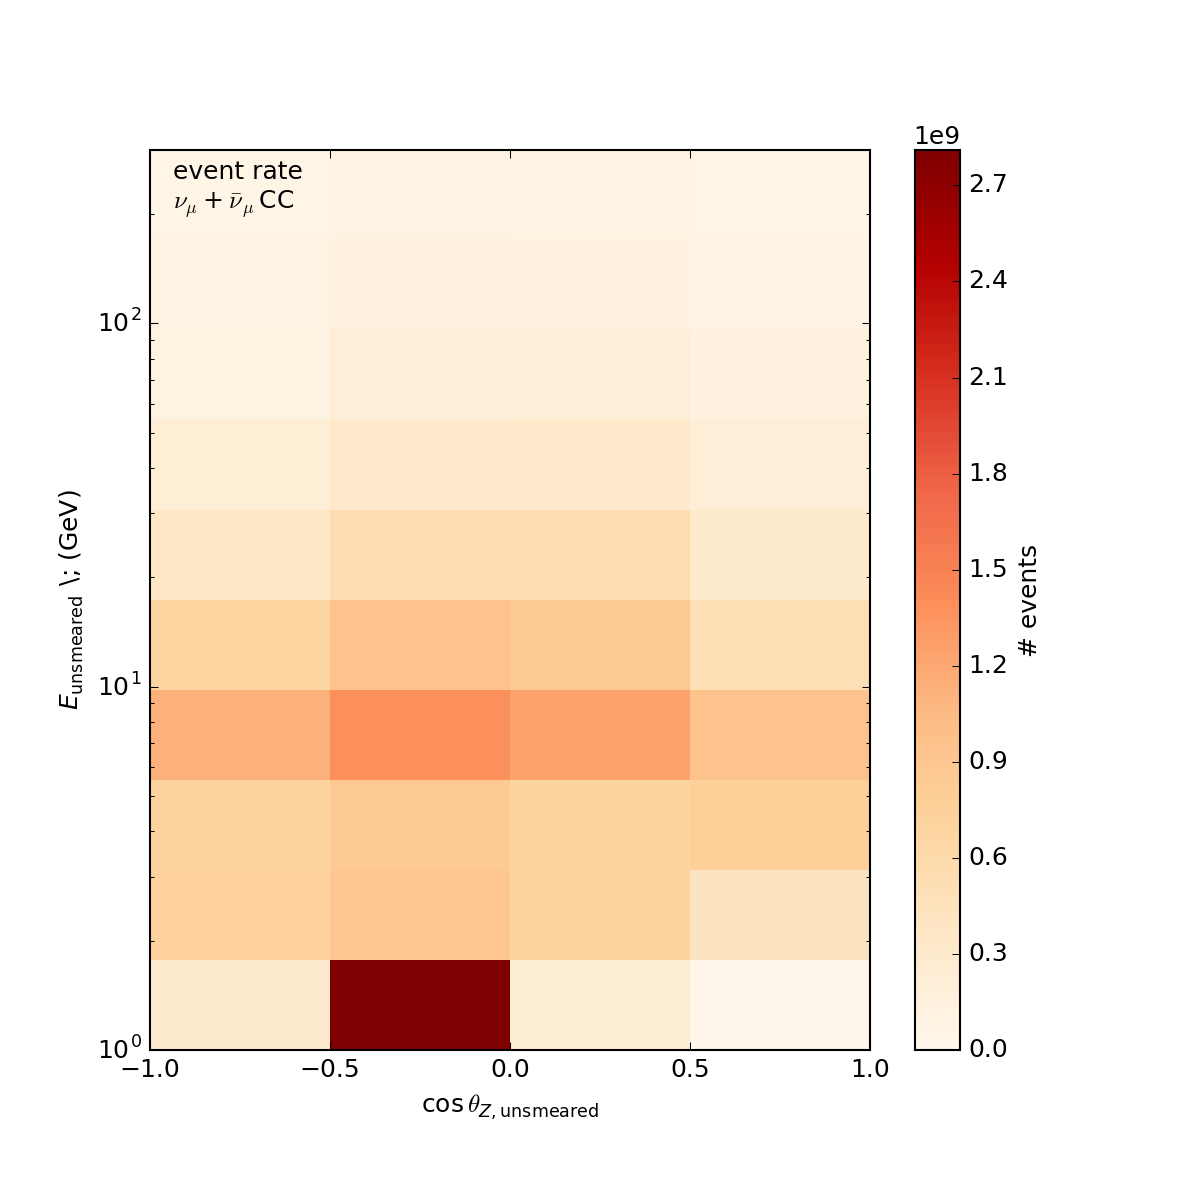 1e9
event rate
ν_μ + ν̄_μ CC
2.7
2.4
2.1
1.8
1.5
1.2
0.9
0.6
0.3
0.0
# events
10^2
10^1
10^0
E_unsmeared \; (GeV)
−1.0 −0.5 0.0 0.5 1.0
cos θ_Z, unsmeared